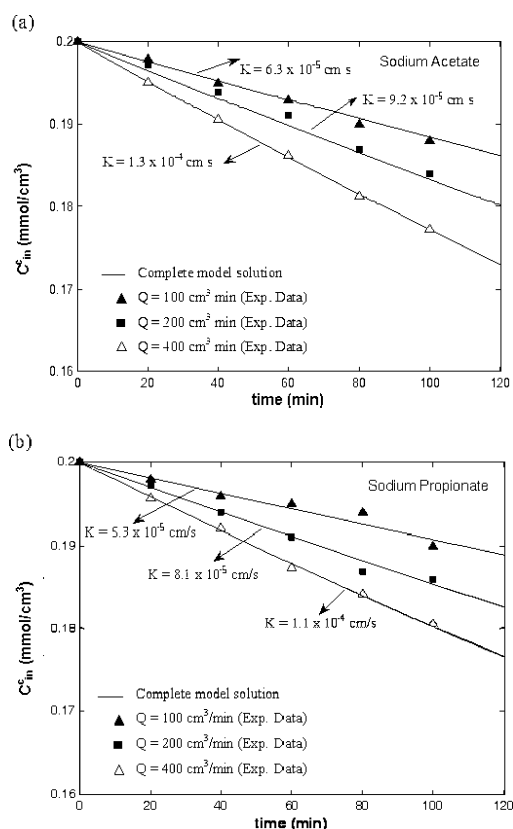 (a)
0.2
K = 6.3 x 10-5 cm s
Sodium Acetate
K = 9.2 x 10-5 cm s
0.19
K = 1.3 x 10-4 cm s
0.18
Complete model solution
Q = 100 cm3 min (Exp. Data)
Q = 200 cm3 min (Exp. Data)
0.17
Q = 400 cm3 min (Exp. Data)
0.16
0 20 40 60 80 100 120
time (min)
Ccin (mmol/cm3)
(b)
0.2
Sodium Propionate
K = 5.3 x 10-5 cm/s
0.19
K = 8.1 x 10-5 cm/s
K = 1.1 x 10-4 cm/s
0.18
Complete model solution
0.17
Q = 100 cm3/min (Exp. Data)
Q = 200 cm3/min (Exp. Data)
Q = 400 cm3/min (Exp. Data)
0.16
0 20 40 60 80 100 120
time (min)
Ccin (mmol/cm3)